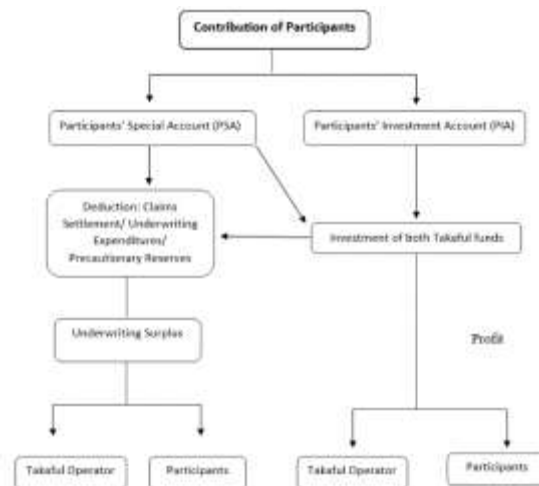 Contribution of Participants
Participants' Special Account (PSA)
Participants' Investment Account (PIA)
Deduction: Claims
Settlement/ Underwriting
Expenditures/
Precautionary Reserves
Investment of both Takaful funds
Underwriting Surplus
Profit
Takaful Operator
Participants
Takaful Operator
Participants